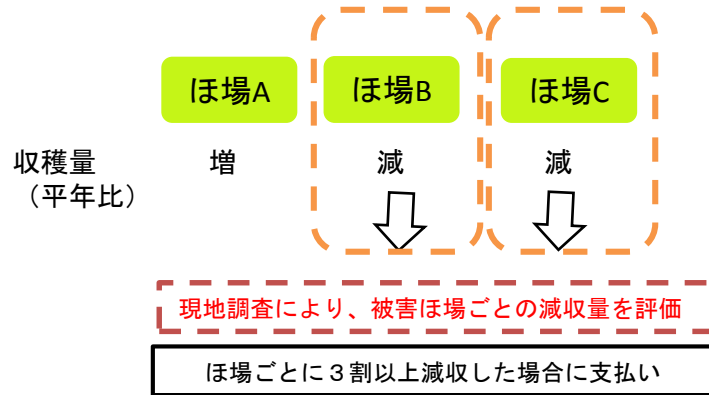 ほ場A ほ場B ほ場C
収穫量 増 減 減
（平年比）
現地調査により、被害ほ場ごとの減収量を評価
ほ場ごとに３割以上減収した場合に支払い